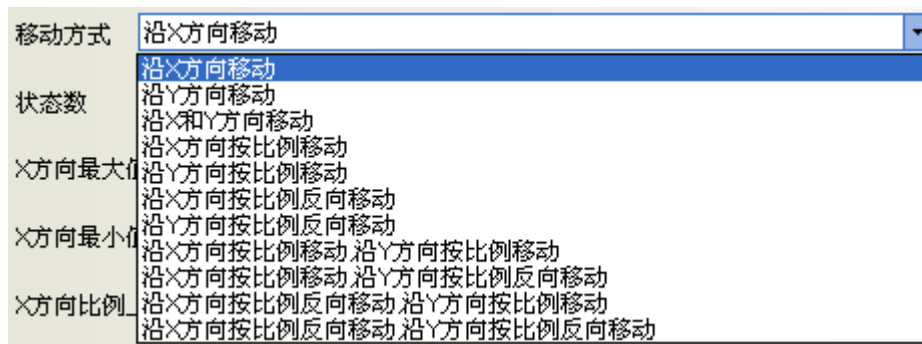 移动方式 沿X方向移动
沿X方向移动
状态数 沿Y方向移动
沿X和Y方向移动
沿X方向按比例移动
X方向最大值 沿Y方向按比例移动
沿X方向按比例反向移动
沿Y方向按比例反向移动
X方向最小值 沿X方向按比例移动,沿Y方向按比例移动
沿X方向按比例移动,沿Y方向按比例反向移动
X方向比例_ 沿X方向按比例反向移动,沿Y方向按比例移动
沿X方向按比例反向移动,沿Y方向按比例反向移动